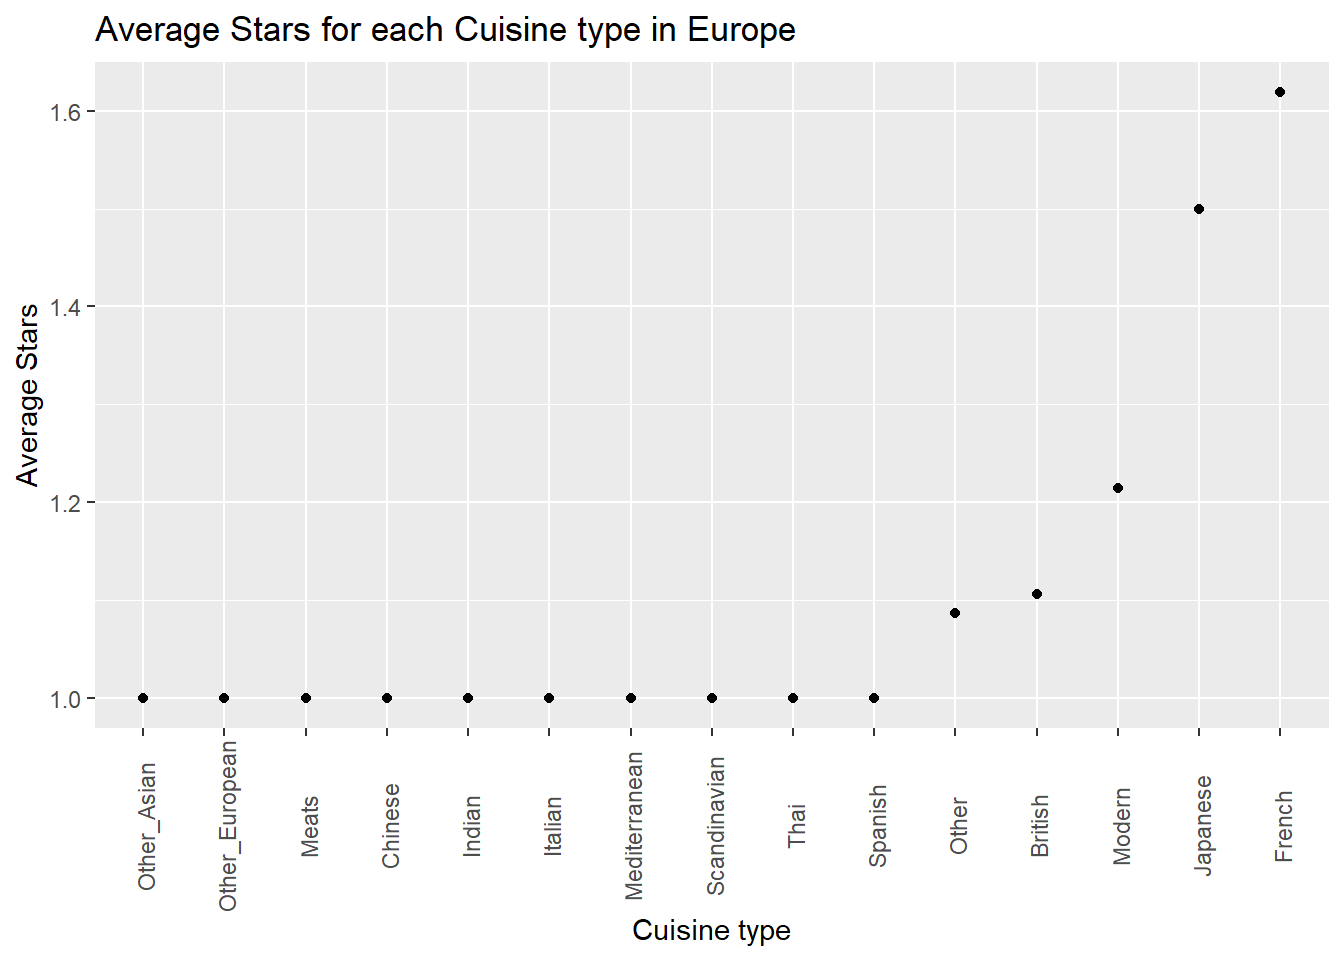 Average Stars for each Cuisine type in Europe
Average Stars
1.6
1.4
1.2
1.0
Other_Asian
Other_European
Meats
Chinese
Indian
Italian
Mediterranean
Scandinavian
Thai
Spanish
Other
British
Modern
Japanese
French
Cuisine type